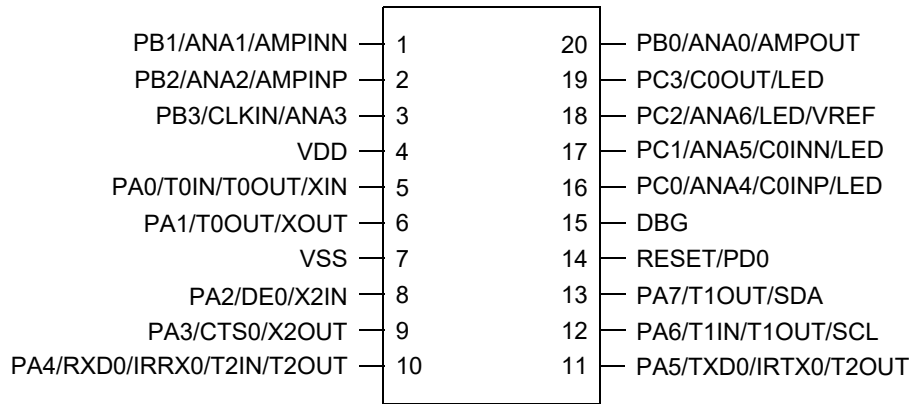 PB1/ANA1/AMPINN 1 20 PB0/ANA0/AMPOUT
PB2/ANA2/AMPINP 2 19 PC3/C0OUT/LED
PB3/CLKIN/ANA3 3 18 PC2/ANA6/LED/VREF
VDD 4 17 PC1/ANA5/C0INN/LED
PA0/T0IN/T0OUT/XIN 5 16 PC0/ANA4/C0INP/LED
PA1/T0OUT/XOUT 6 15 DBG
VSS 7 14 RESET/PD0
PA2/DE0/X2IN 8 13 PA7/T1OUT/SDA
PA3/CTS0/X2OUT 9 12 PA6/T1IN/T1OUT/SCL
PA4/RXD0/IRRX0/T2IN/T2OUT 10 11 PA5/TXD0/IRTX0/T2OUT